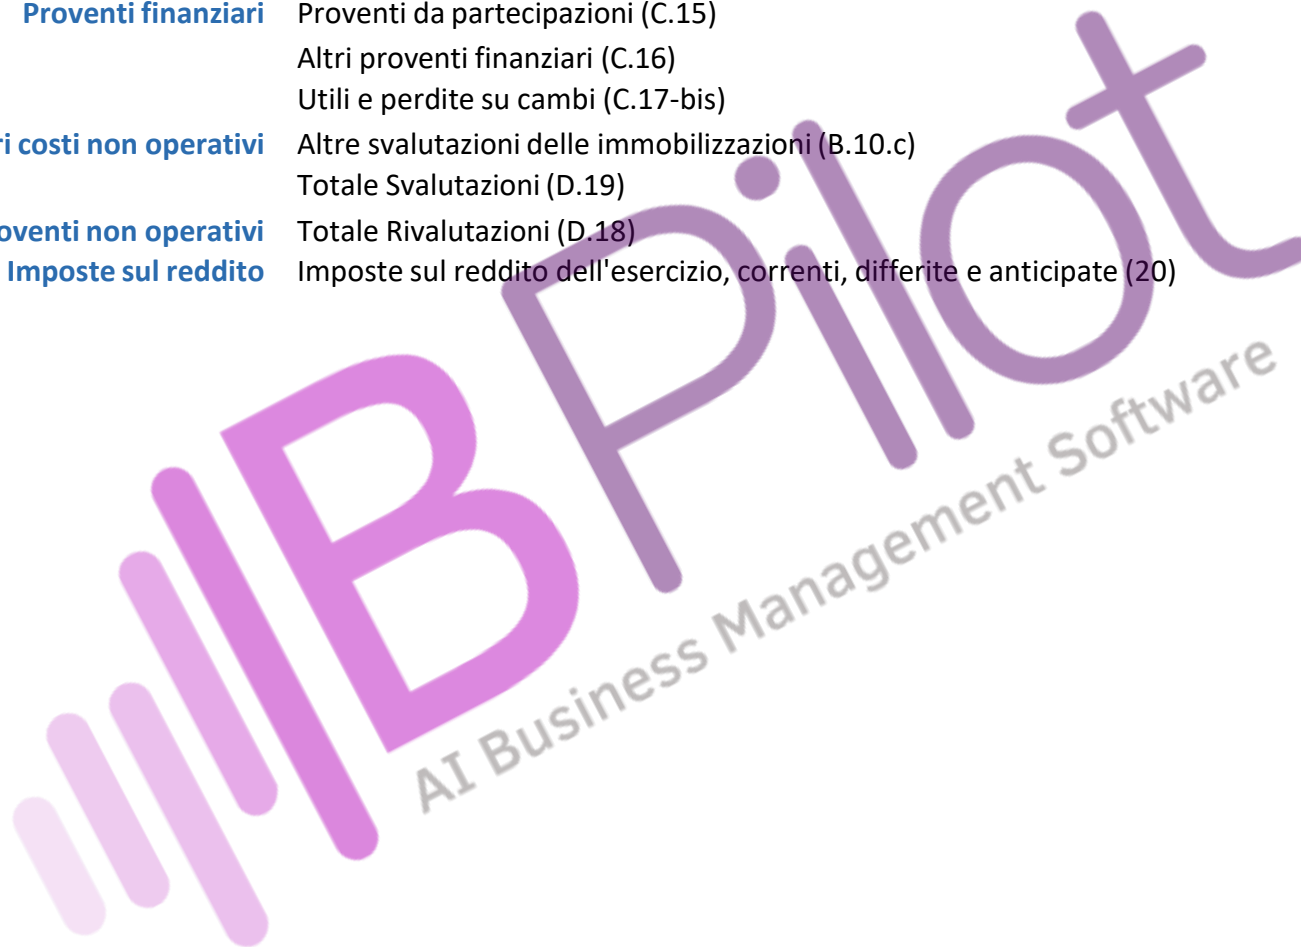 Proventi finanziari Proventi da partecipazioni (C.15)
Altri proventi finanziari (C.16)
Utili e perdite su cambi (C.17-bis)
ri costi non operativi Altre svalutazioni delle immobilizzazioni (B.10.c)
Totale Svalutazioni (D.19)
oventi non operativi Totale Rivalutazioni (D.18)
Imposte sul reddito Imposte sul reddito dell'esercizio, correnti, differite e anticipate (20)
BPilot
AI Business Management Software